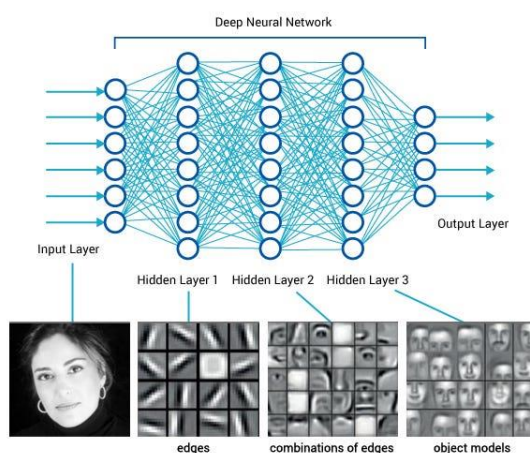 Deep Neural Network
Input Layer
Output Layer
Hidden Layer 1
Hidden Layer 2
Hidden Layer 3
edges
combinations of edges
object models